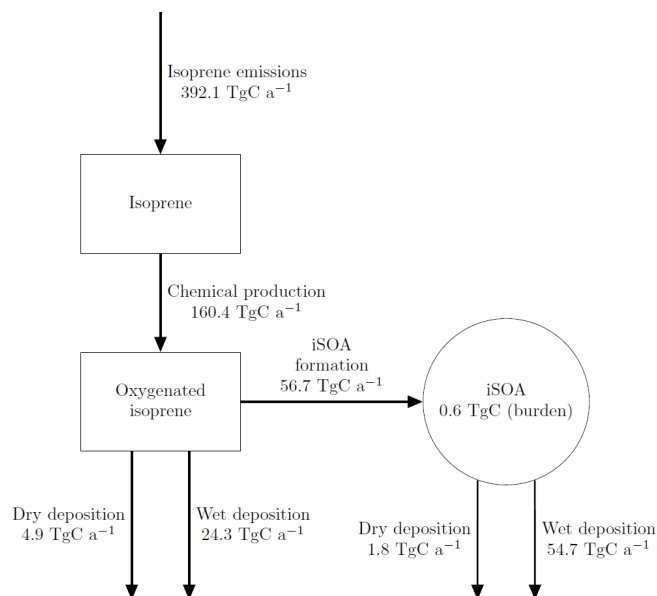 Isoprene emissions
392.1 TgC a⁻¹
Isoprene
Chemical production
160.4 TgC a⁻¹
iSOA
formation
56.7 TgC a⁻¹
Oxygenated
isoprene
iSOA
0.6 TgC (burden)
Dry deposition
4.9 TgC a⁻¹
Wet deposition
24.3 TgC a⁻¹
Dry deposition
1.8 TgC a⁻¹
Wet deposition
54.7 TgC a⁻¹